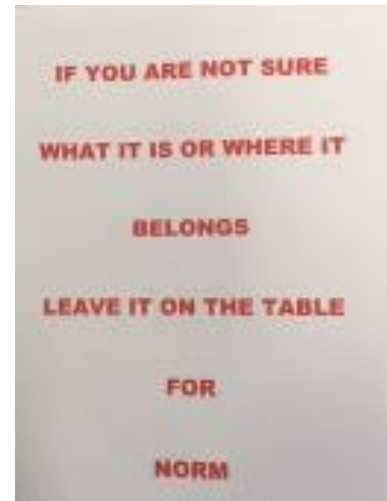 IF YOU ARE NOT SURE
WHAT IT IS OR WHERE IT
BELONGS
LEAVE IT ON THE TABLE
FOR
NORM